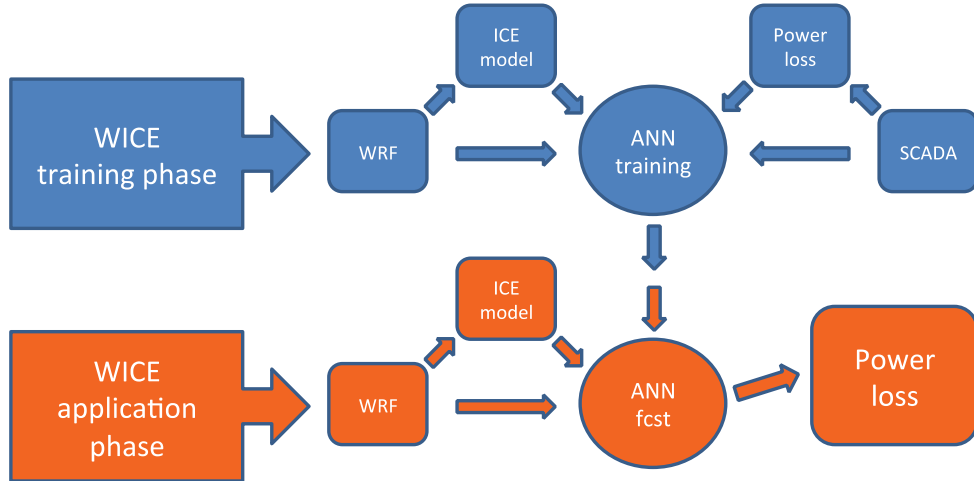 WICE
training phase
WRF
ICE
model
ANN
training
Power
loss
SCADA
WICE
application
phase
WRF
ICE
model
ANN
fcst
Power
loss